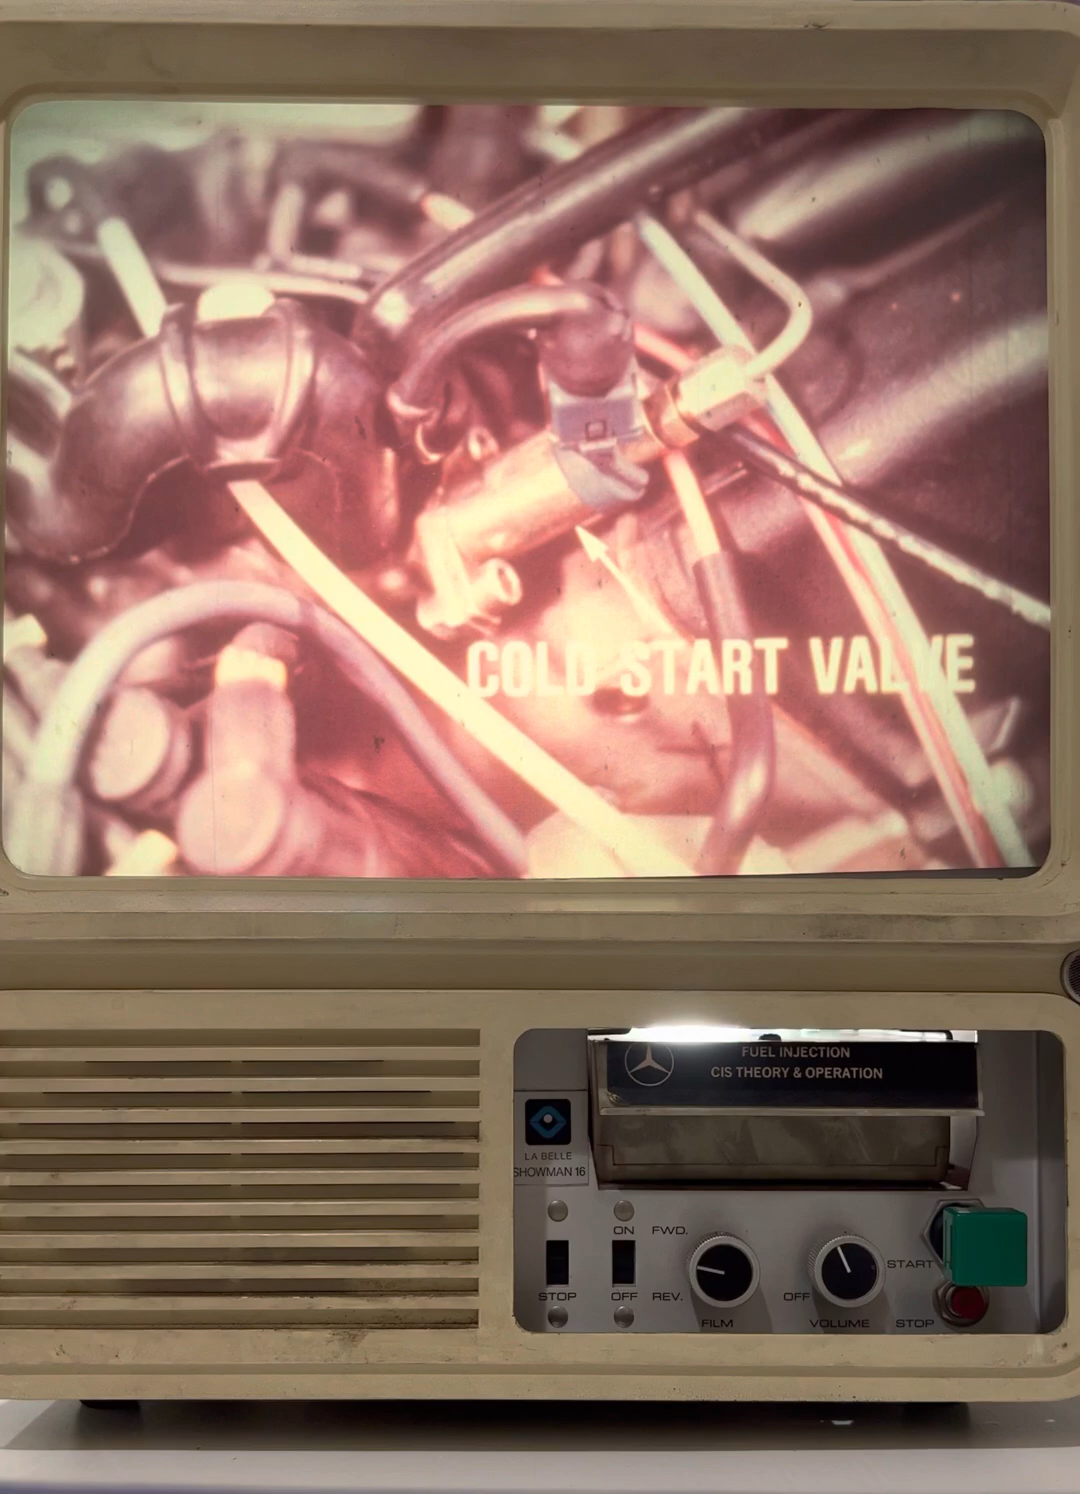 COLD START VALVE
FUEL INJECTION
CIS THEORY & OPERATION
LA BELLE
SHOWMAN 16
ON
FWD.
START
STOP
OFF
REV.
OFF
FILM
VOLUME
STOP